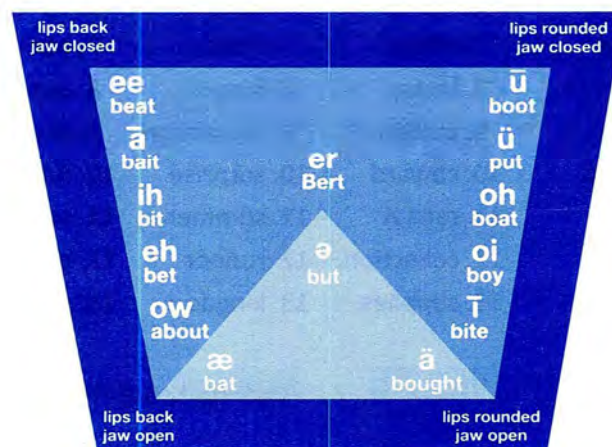 lips back
jaw closed
lips rounded
jaw closed
ee
beat
ā
bait
ih
bit
eh
bet
ow
about
æ
bat
er
Bert
ə
but
ū
boot
ü
put
oh
boat
oi
boy
ī
bite
ä
bought
lips back
jaw open
lips rounded
jaw open